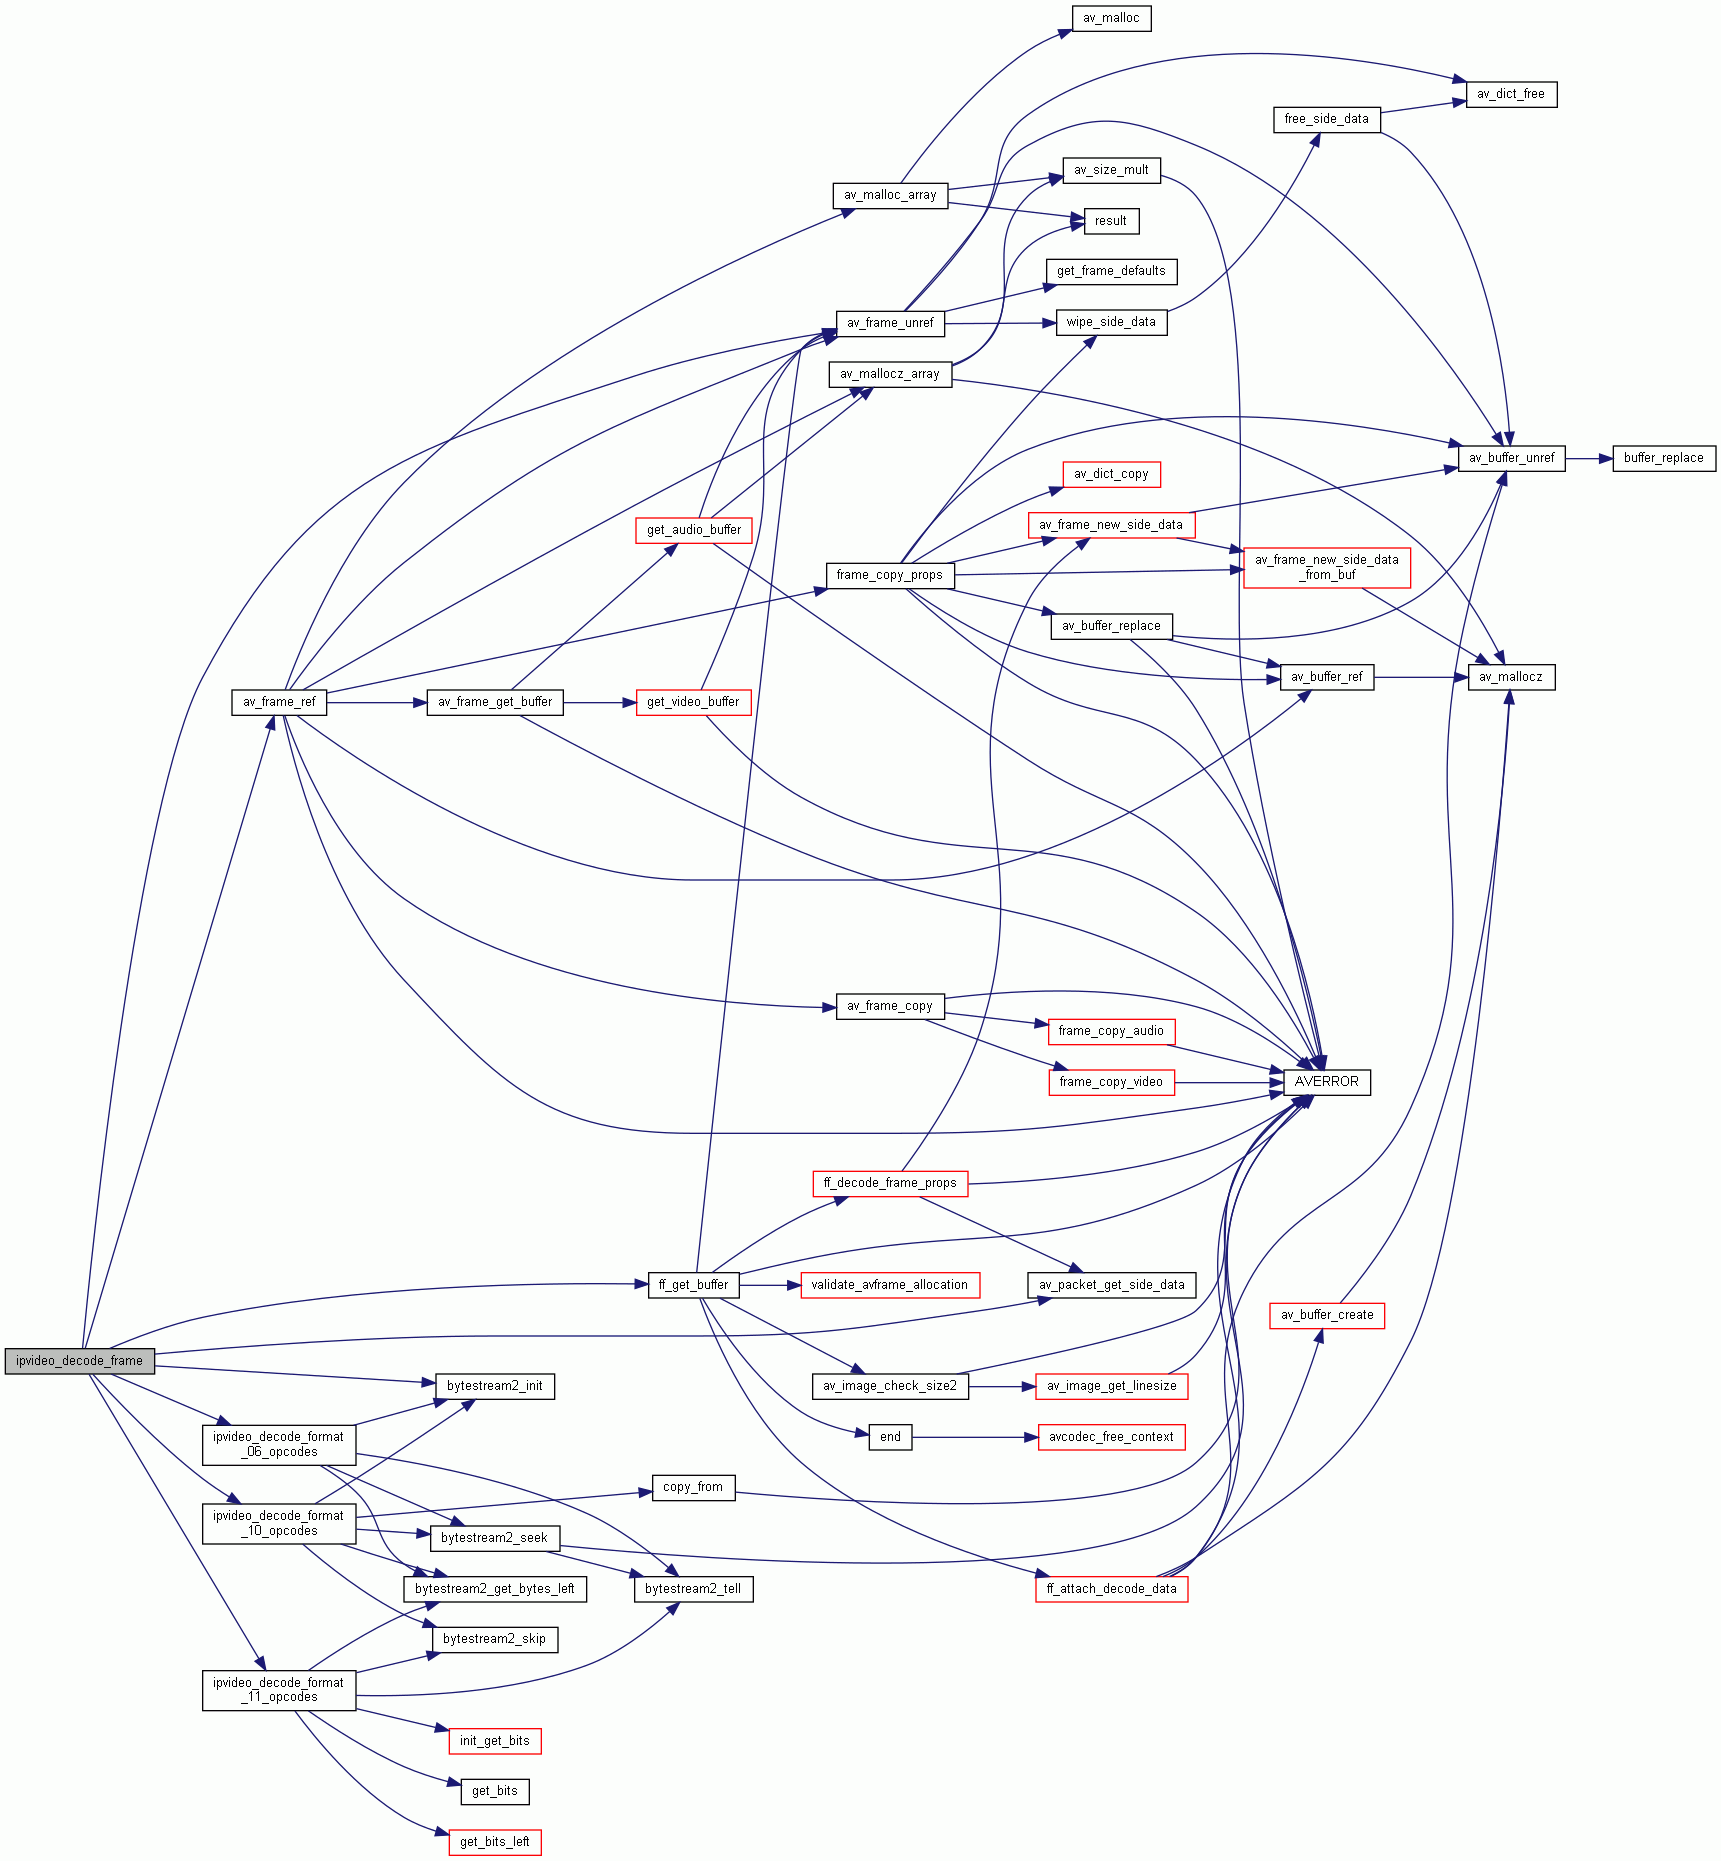 av_malloc
av_dict_free
free_side_data
av_size_mult
av_malloc_array
result
get_frame_defaults
av_frame_unref
wipe_side_data
av_mallocz_array
av_buffer_unref
buffer_replace
av_dict_copy
av_frame_new_side_data
get_audio_buffer
av_frame_new_side_data
_from_buf
frame_copy_props
av_buffer_replace
av_buffer_ref
av_mallocz
av_frame_ref
av_frame_get_buffer
get_video_buffer
av_frame_copy
frame_copy_audio
frame_copy_video
AVERROR
ff_decode_frame_props
ff_get_buffer
validate_avframe_allocation
av_packet_get_side_data
av_buffer_create
ipvideo_decode_frame
bytestream2_init
av_image_check_size2
av_image_get_linesize
ipvideo_decode_format
_06_opcodes
end
avcodec_free_context
copy_from
ipvideo_decode_format
_10_opcodes
bytestream2_seek
bytestream2_get_bytes_left
bytestream2_tell
ff_attach_decode_data
bytestream2_skip
ipvideo_decode_format
_11_opcodes
init_get_bits
get_bits
get_bits_left